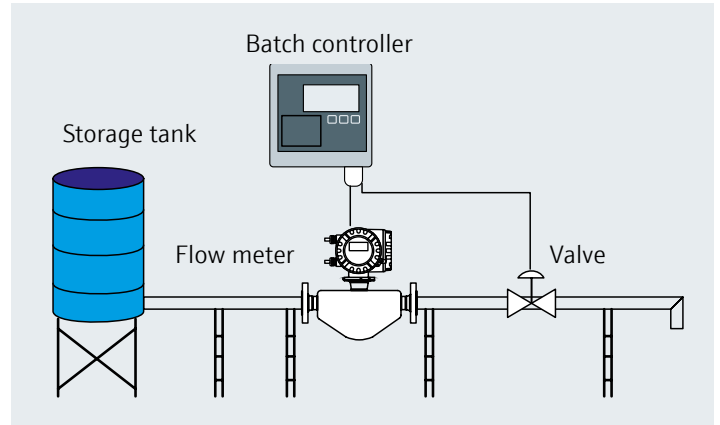 Batch controller
Storage tank
Flow meter
Valve